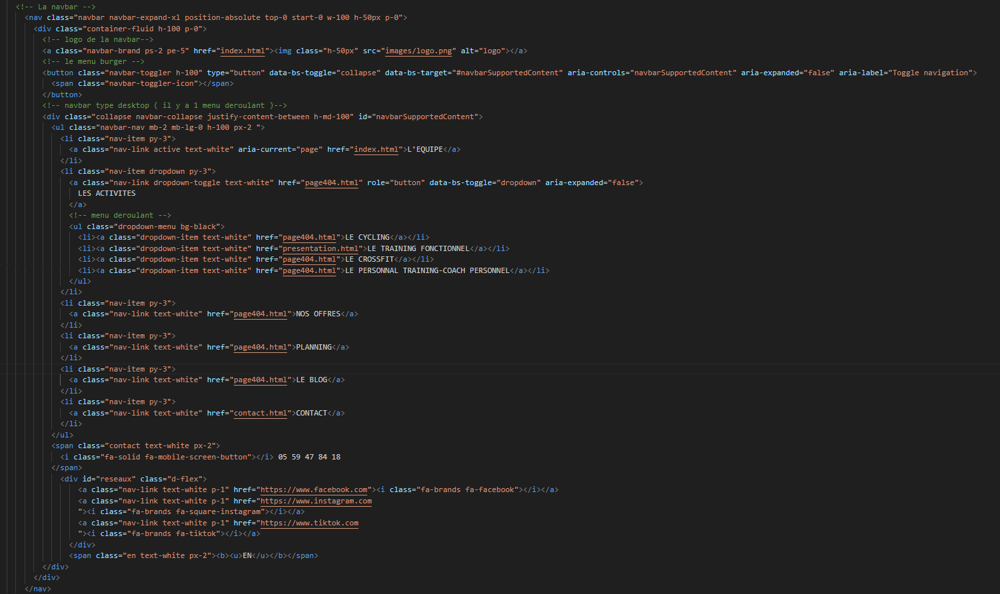 <!-- La navbar -->
<nav class="navbar navbar-expand-xl position-absolute top-0 start-0 w-100 h-50px p-0">
<div class="container-fluid h-100 p-0">
<!-- logo de la navbar-->
<a class="navbar-brand ps-2 pe-5" href="index.html"><img class="h-50px" src="images/logo.png" alt="logo"></a>
<!-- le menu burger -->
<button class="navbar-toggler h-100" type="button" data-bs-toggle="collapse" data-bs-target="#navbarSupportedContent" aria-controls="navbarSupportedContent" aria-expanded="false" aria-label="Toggle navigation">
<span class="navbar-toggler-icon"></span>
</button>
<!-- navbar type desktop ( il y a 1 menu deroulant )-->
<div class="collapse navbar-collapse justify-content-between h-md-100" id="navbarSupportedContent">
<ul class="navbar-nav mb-2 mb-lg-0 h-100 px-2 ">
<li class="nav-item py-3">
<a class="nav-link active text-white" aria-current="page" href="index.html">L'EQUIPE</a>
</li>
<li class="nav-item dropdown py-3">
<a class="nav-link dropdown-toggle text-white" href="page404.html" role="button" data-bs-toggle="dropdown" aria-expanded="false">
LES ACTIVITES
</a>
<!-- menu deroulant -->
<ul class="dropdown-menu bg-black">
<li><a class="dropdown-item text-white" href="page404.html">LE CYCLING</a></li>
<li><a class="dropdown-item text-white" href="presentation.html">LE TRAINING FONCTIONNEL</a></li>
<li><a class="dropdown-item text-white" href="page404.html">LE CROSSFIT</a></li>
<li><a class="dropdown-item text-white" href="page404.html">LE PERSONNAL TRAINING-COACH PERSONNEL</a></li>
</ul>
</li>
<li class="nav-item py-3">
<a class="nav-link text-white" href="page404.html">NOS OFFRES</a>
</li>
<li class="nav-item py-3">
<a class="nav-link text-white" href="page404.html">PLANNING</a>
</li>
<li class="nav-item py-3">
<a class="nav-link text-white" href="page404.html">LE BLOG</a>
</li>
<li class="nav-item py-3">
<a class="nav-link text-white" href="contact.html">CONTACT</a>
</li>
</ul>
<span class="contact text-white px-2">
<i class="fa-solid fa-mobile-screen-button"></i> 05 59 47 84 18
</span>
<div id="reseaux" class="d-flex">
<a class="nav-link text-white p-1" href="https://www.facebook.com"><i class="fa-brands fa-facebook"></i></a>
<a class="nav-link text-white p-1" href="https://www.instagram.com
"><i class="fa-brands fa-square-instagram"></i></a>
<a class="nav-link text-white p-1" href="https://www.tiktok.com
"><i class="fa-brands fa-tiktok"></i></a>
</div>
<span class="en text-white px-2"><b><u>EN</u></b></span>
</div>
</div>
</nav>